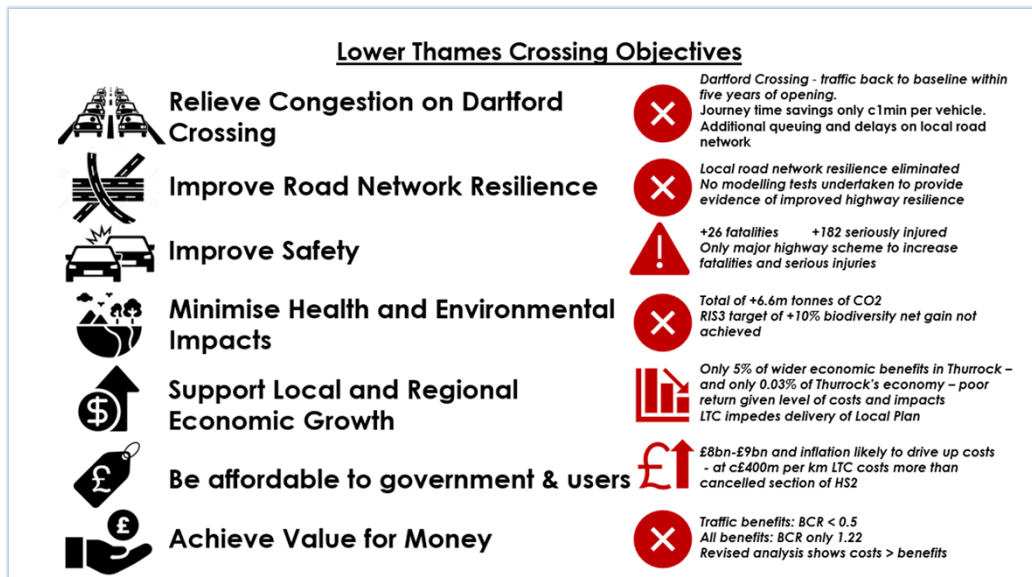 Lower Thames Crossing Objectives
Relieve Congestion on Dartford
Crossing
Dartford Crossing - traffic back to baseline within
five years of opening.
Journey time savings only c1min per vehicle.
Additional queuing and delays on local road
network
Improve Road Network Resilience
Local road network resilience eliminated
No modelling tests undertaken to provide
evidence of improved highway resilience
Improve Safety
+26 fatalities +182 seriously injured
Only major highway scheme to increase
fatalities and serious injuries
Minimise Health and Environmental
Impacts
Total of +6.6m tonnes of CO2
RIS3 target of +10% biodiversity net gain not
achieved
$
Support Local and Regional
Economic Growth
Only 5% of wider economic benefits in Thurrock –
and only 0.03% of Thurrock's economy – poor
return given level of costs and impacts
LTC impedes delivery of Local Plan
£
Be affordable to government & users
£
£8bn-£9bn and inflation likely to drive up costs
- at c£400m per km LTC costs more than
cancelled section of HS2
£
Achieve Value for Money
Traffic benefits: BCR < 0.5
All benefits: BCR only 1.22
Revised analysis shows costs > benefits